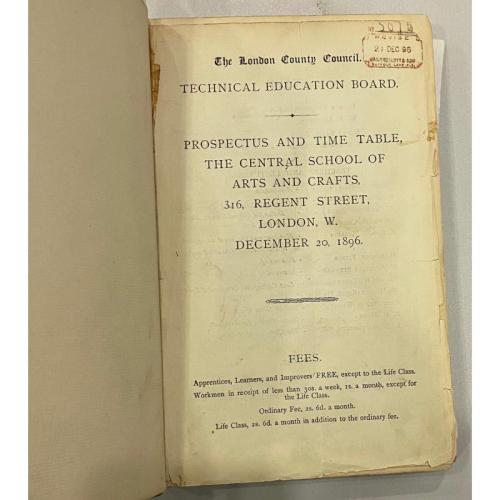 5878
21 DEC 96
The London County Council.
TECHNICAL EDUCATION BOARD.
PROSPECTUS AND TIME TABLE,
THE CENTRAL SCHOOL OF
ARTS AND CRAFTS,
316, REGENT STREET,
LONDON, W.
DECEMBER 20, 1896.
FEES.
Apprentices, Learners, and Improvers FREE, except to the Life Class.
Workmen in receipt of less than 30s. a week, 1s. a month, except for
the Life Class.
Ordinary Fee, 2s. 6d. a month.
Life Class, 2s. 6d. a month in addition to the ordinary fee.